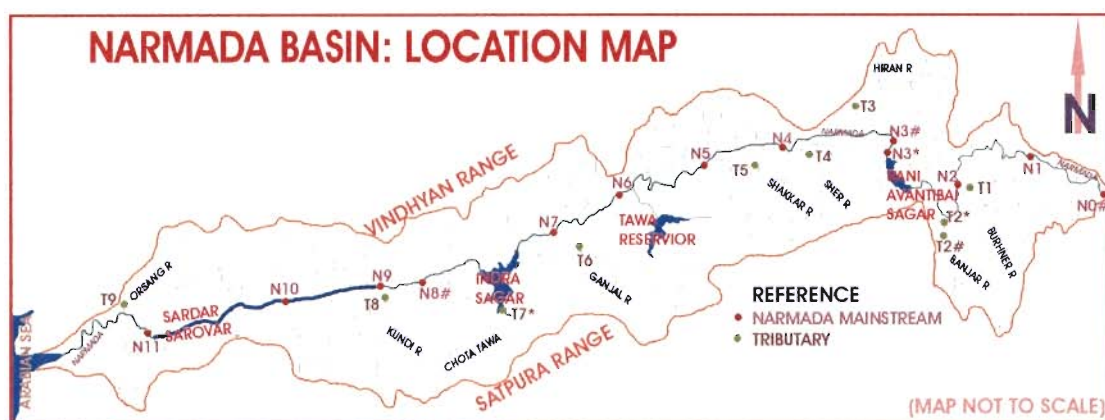 NARMADA BASIN: LOCATION MAP
N
HIRAN R
T3
NARMADA
N3#
N3*
N4
T4
N5
T5
SHAKKAR R
SHER R
RANI
AVANTIBAI
SAGAR
N2
T1
N1
NARMADA
N0#
T2*
T2#
BANJAR R
BURHNER R
VINDHYAN RANGE
N6
TAWA
RESERVIOR
N7
T6
GANJAL R
INDRA
SAGAR
T7*
N8#
N9
T8
KUNDI R
CHOTA TAWA
SATPURA RANGE
N10
ORSANG R
T9
SARDAR
SAROVAR
N11
NARMADA
ARABIAN SEA
REFERENCE
NARMADA MAINSTREAM
TRIBUTARY
(MAP NOT TO SCALE)